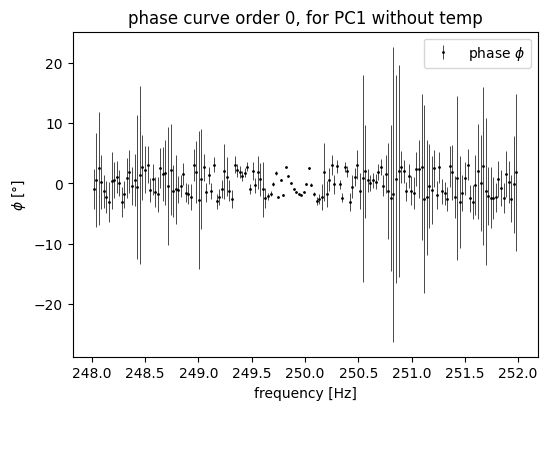 phase curve order 0, for PC1 without temp
phase ϕ
20
10
0
−10
−20
ϕ [°]
248.0 248.5 249.0 249.5 250.0 250.5 251.0 251.5 252.0
frequency [Hz]